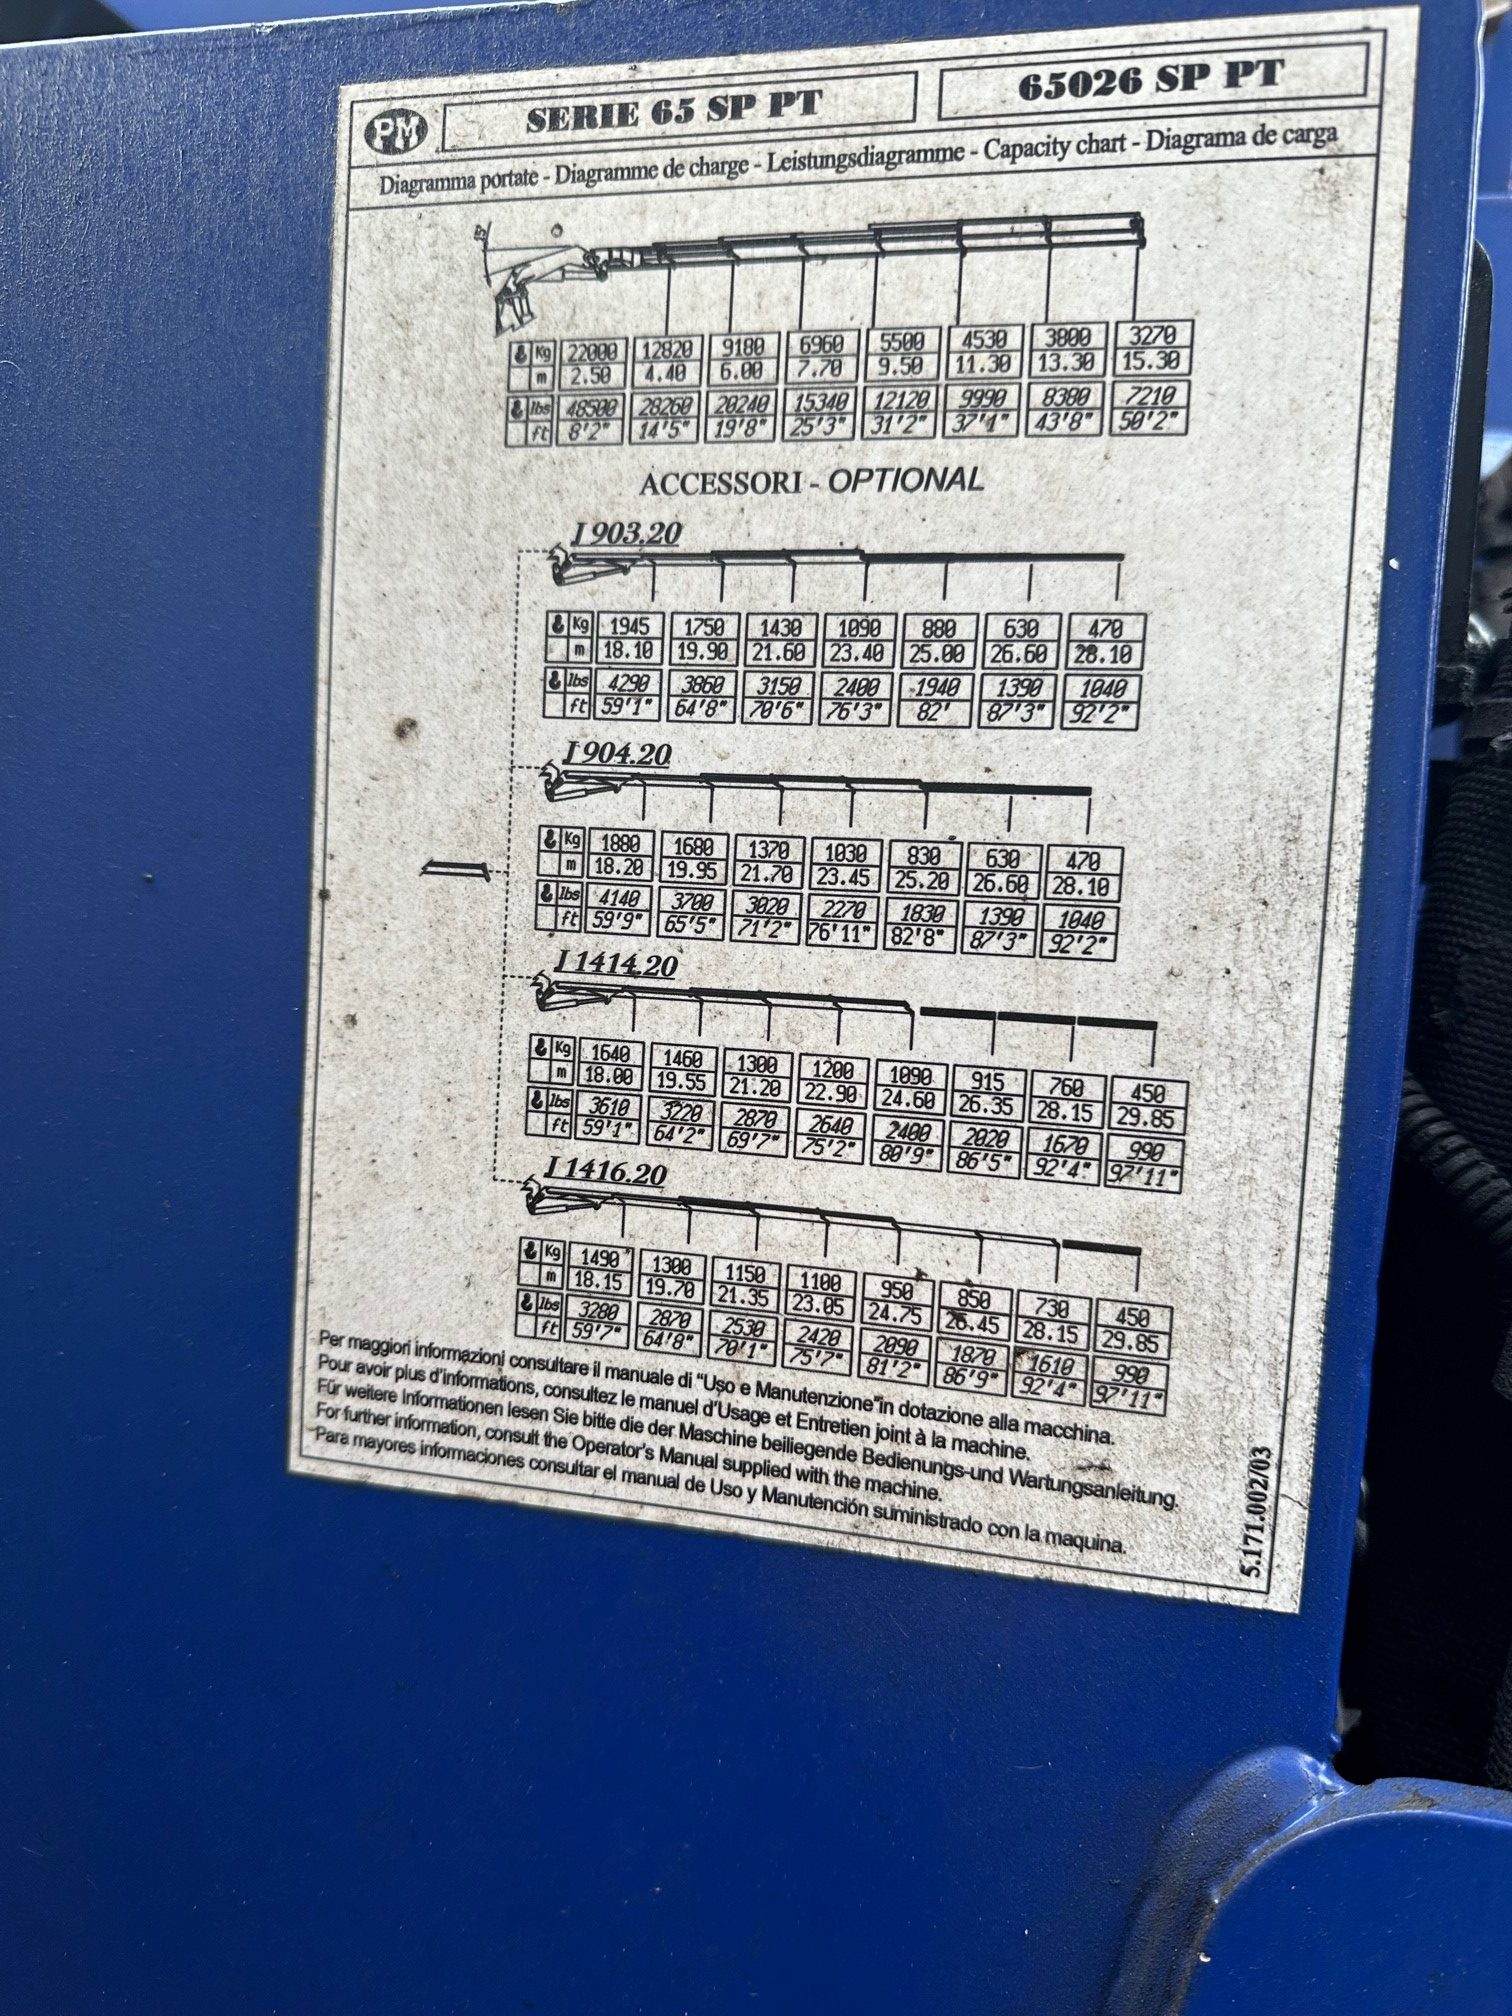 PM SERIE 65 SP PT 65026 SP PT
Diagramma portate - Diagramme de charge - Leistungsdiagramme - Capacity chart - Diagrama de carga
Kg 22000 12820 9180 6960 5500 4530 3800 3270
m 2.50 4.40 6.00 7.70 9.50 11.30 13.30 15.30
lbs 48500 28260 20240 15340 12120 9990 8380 7210
ft 8'2" 14'5" 19'8" 25'3" 31'2" 37'1" 43'8" 50'2"
ACCESSORI - OPTIONAL
J 903.20
Kg 1945 1750 1430 1090 880 630 470
m 18.10 19.90 21.60 23.40 25.00 26.60 28.10
lbs 4290 3860 3150 2400 1940 1390 1040
ft 59'1" 64'8" 70'6" 76'3" 82' 87'3" 92'2"
J 904.20
Kg 1880 1680 1370 1030 830 630 470
m 18.20 19.95 21.70 23.45 25.20 26.60 28.10
lbs 4140 3700 3020 2270 1830 1390 1040
ft 59'9" 65'5" 71'2" 76'11" 82'8" 87'3" 92'2"
J 1414.20
Kg 1640 1460 1300 1200 1090 915 760 450
m 18.00 19.55 21.20 22.90 24.60 26.35 28.15 29.85
lbs 3610 3220 2870 2640 2400 2020 1670 990
ft 59'1" 64'2" 69'7" 75'2" 80'9" 86'5" 92'4" 97'11"
J 1416.20
Kg 1490 1300 1150 1100 950 850 730 450
m 18.15 19.70 21.35 23.05 24.75 26.45 28.15 29.85
lbs 3280 2870 2530 2420 2090 1870 1610 990
ft 59'7" 64'8" 70'1" 75'7" 81'2" 86'9" 92'4" 97'11"
Per maggiori informazioni consultare il manuale di "Uso e Manutenzione"in dotazione alla macchina.
Pour avoir plus d'informations, consultez le manuel d'Usage et Entretien joint à la machine.
Für weitere Informationen lesen Sie bitte die der Maschine beiliegende Bedienungs-und Wartungsanleitung.
For further information, consult the Operator's Manual supplied with the machine.
Para mayores informaciones consultar el manual de Uso y Manutención suministrado con la maquina.
5.171.002/03